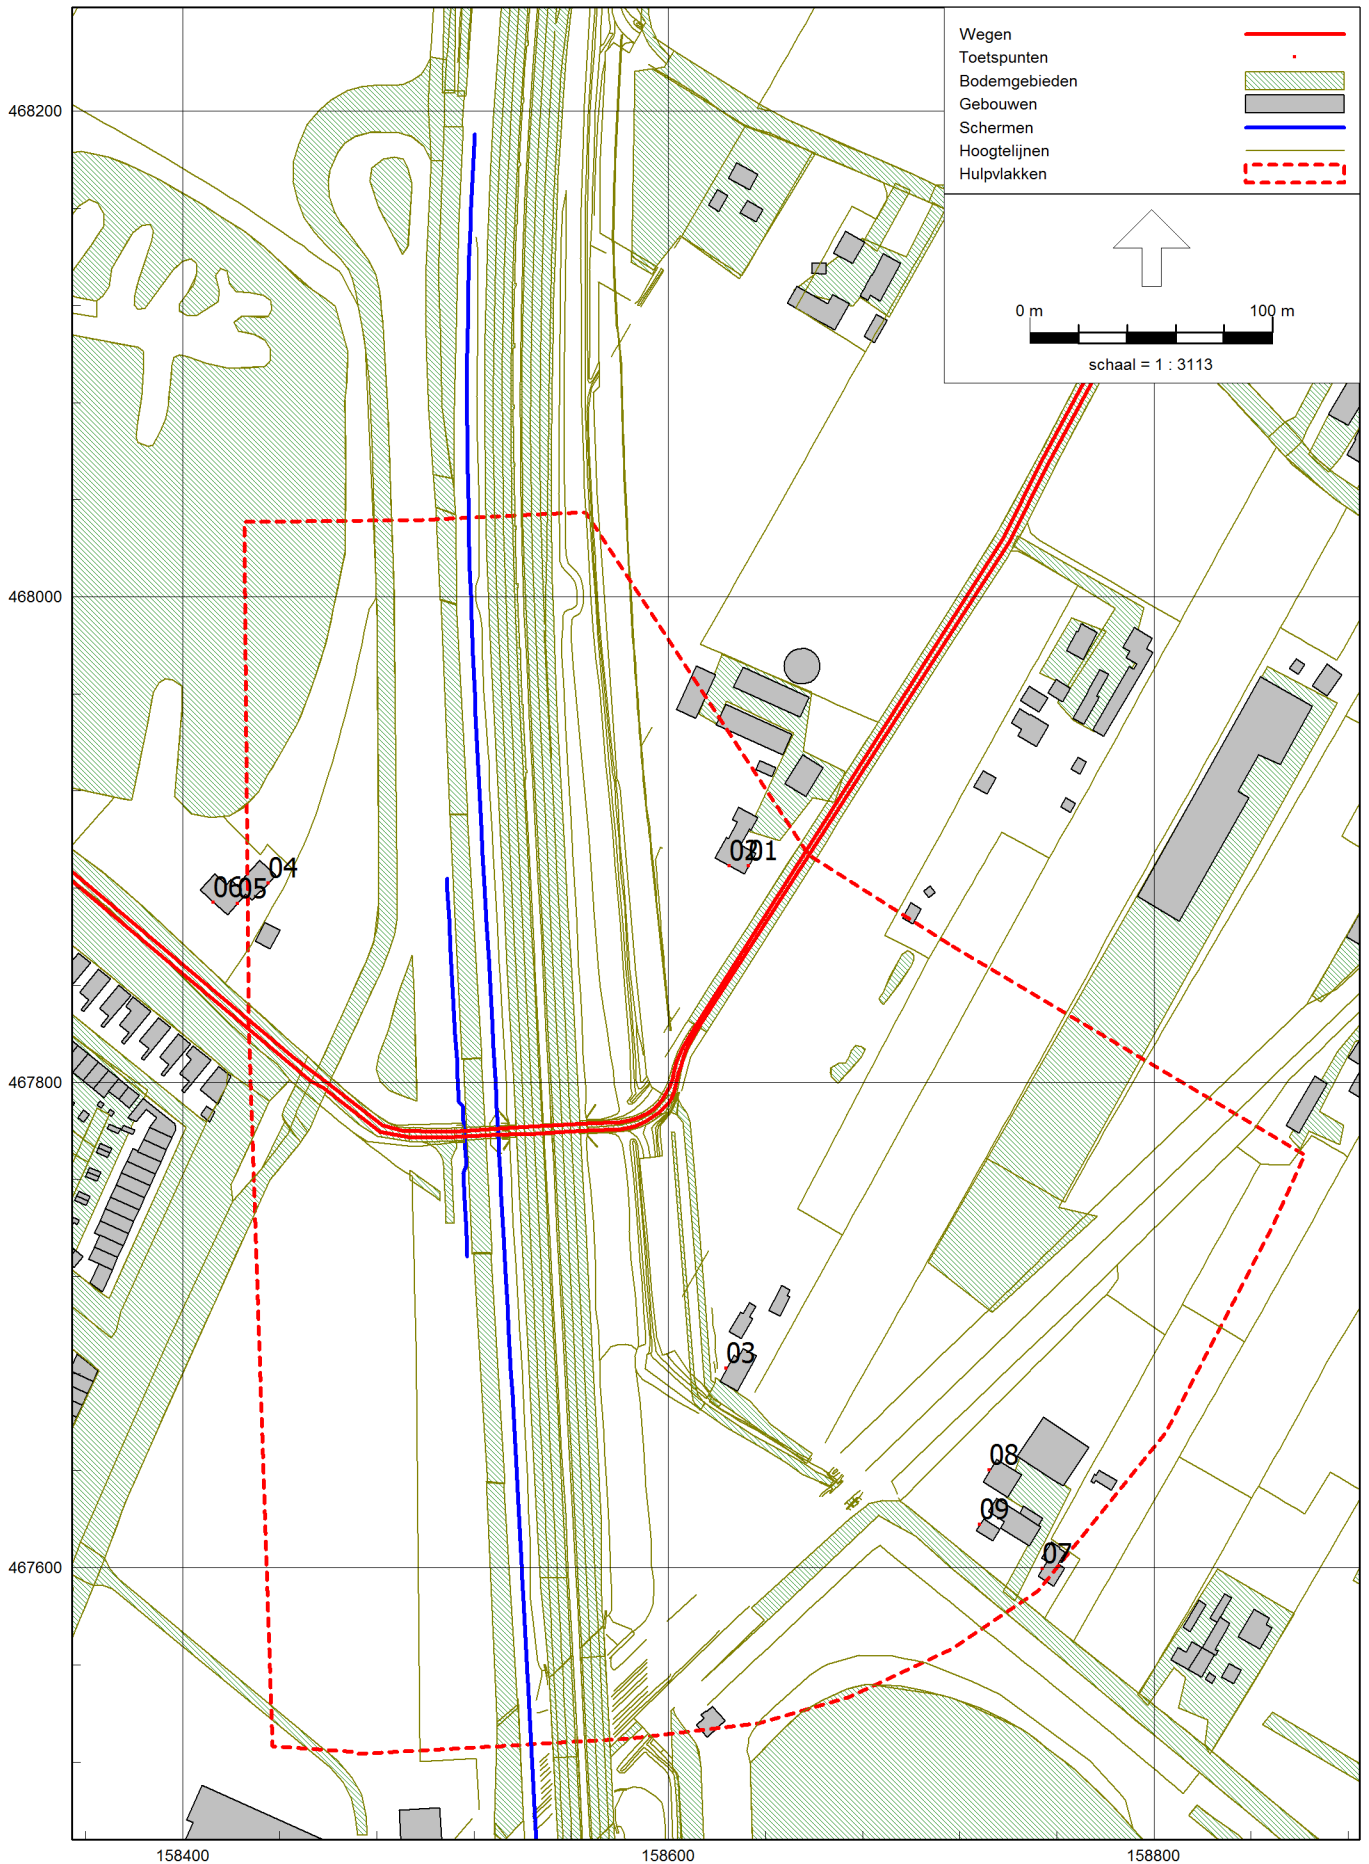 Wegen
Toetspunten
Bodemgebieden
Gebouwen
Schermen
Hoogtelijnen
Hulpvlakken
0 m 100 m
schaal = 1 : 3113
468200
468000
02 01
04
06 05
467800
03
08
09
07
467600
158400 158600 158800